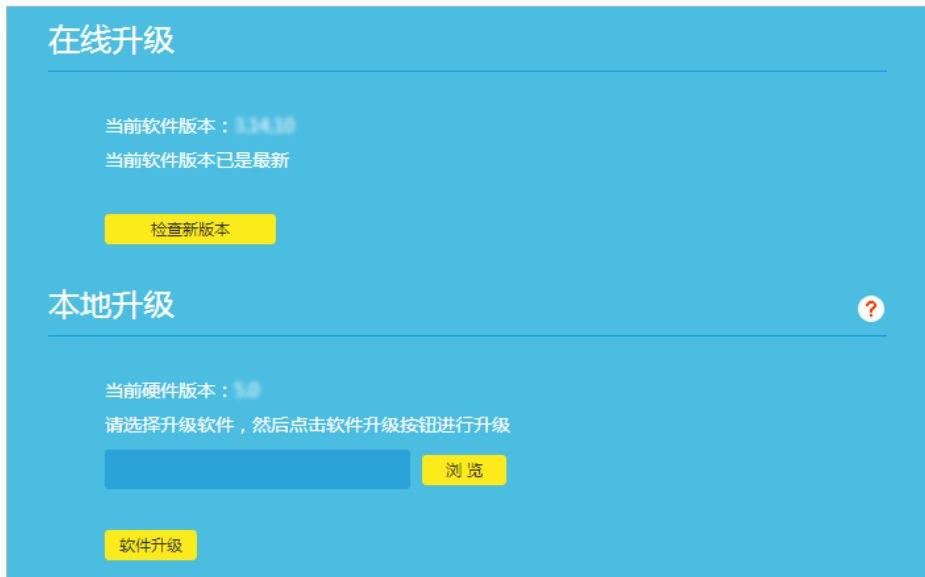 在线升级
当前软件版本：
当前软件版本已是最新
检查新版本
本地升级
?
当前硬件版本：
请选择升级软件，然后点击软件升级按钮进行升级
浏 览
软件升级